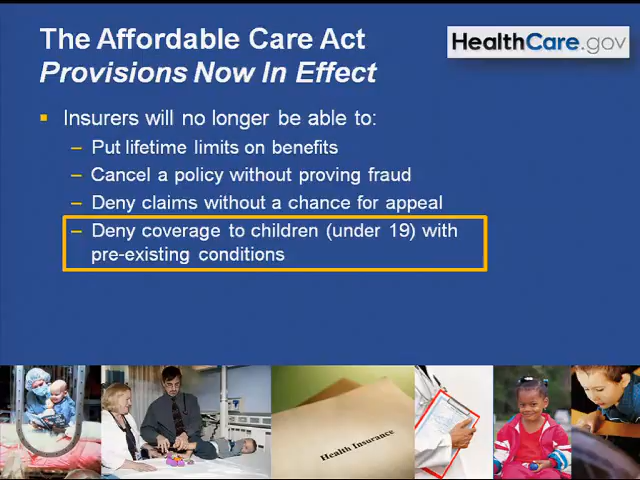 The Affordable Care Act
Provisions Now In Effect
HealthCare.gov
Insurers will no longer be able to:
– Put lifetime limits on benefits
– Cancel a policy without proving fraud
– Deny claims without a chance for appeal
– Deny coverage to children (under 19) with
pre-existing conditions
Health Insurance